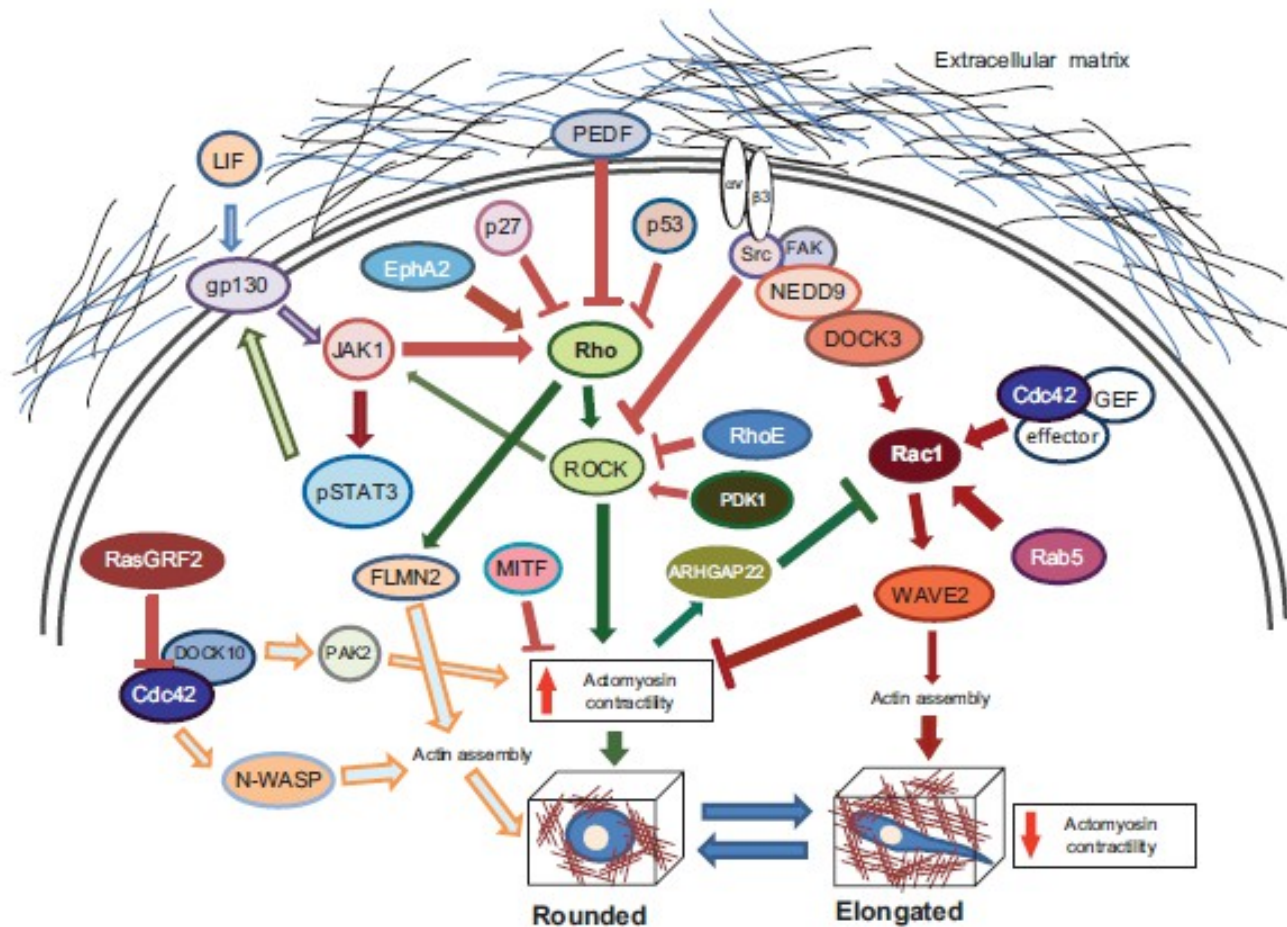 Extracellular matrix
PEDF
LIF
αv
β3
p27
p53
Src
FAK
EphA2
gp130
NEDD9
JAK1
Rho
DOCK3
Cdc42
GEF
effector
RhoE
Rac1
ROCK
pSTAT3
PDK1
RasGRF2
FLMN2
MITF
ARHGAP22
Rab5
WAVE2
DOCK10
PAK2
Cdc42
Actomyosin
contractility
Actin assembly
N-WASP
Actin assembly
Actomyosin
contractility
Rounded
Elongated